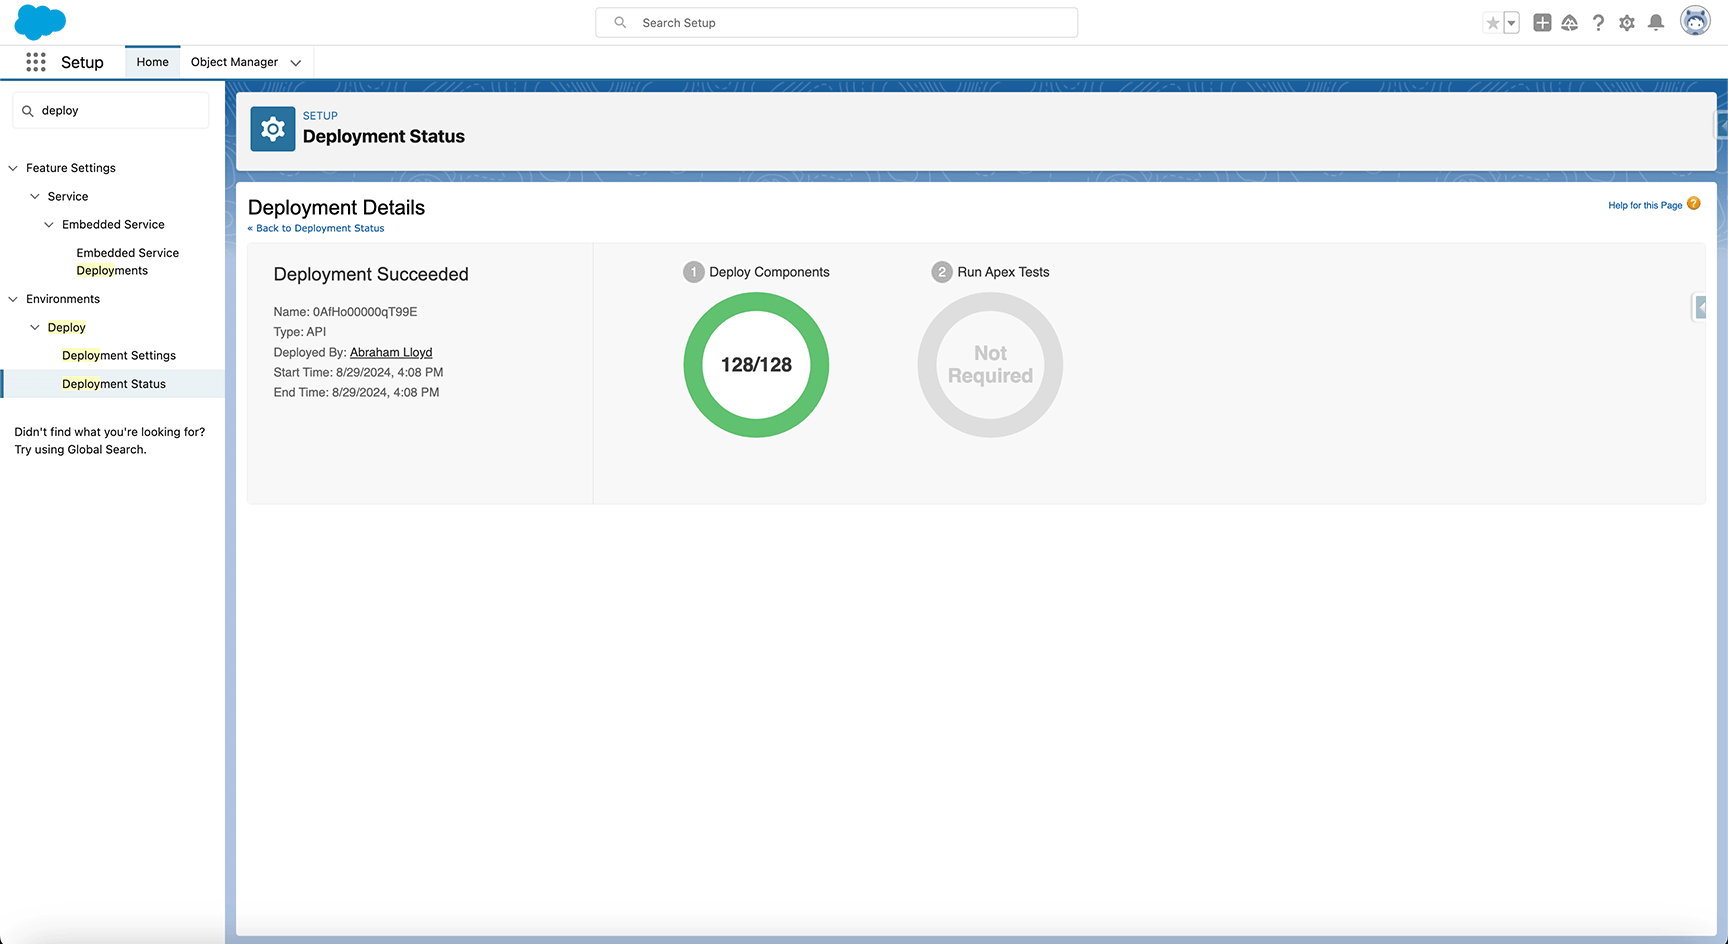 Search Setup
Setup
Home
Object Manager
deploy
Feature Settings
Service
Embedded Service
Embedded Service
Deployments
Environments
Deploy
Deployment Settings
Deployment Status
Didn't find what you're looking for?
Try using Global Search.
SETUP
Deployment Status
Deployment Details
« Back to Deployment Status
Help for this Page ?
Deployment Succeeded
Name: 0AfHo00000qT99E
Type: API
Deployed By: Abraham Lloyd
Start Time: 8/29/2024, 4:08 PM
End Time: 8/29/2024, 4:08 PM
1 Deploy Components
128/128
2 Run Apex Tests
Not
Required